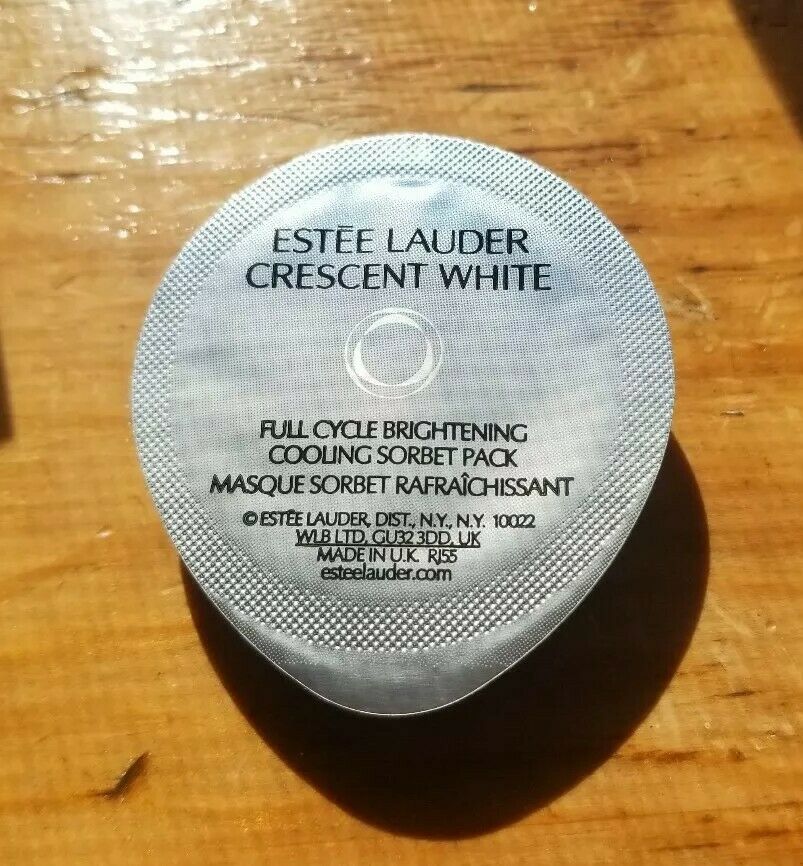 ESTĒE LAUDER
CRESCENT WHITE
FULL CYCLE BRIGHTENING
COOLING SORBET PACK
MASQUE SORBET RAFRAÎCHISSANT
© ESTĒE LAUDER, DIST., N.Y., N.Y. 10022
WLB LTD, GU32 3DD, UK
MADE IN U.K. RJ55
esteelauder.com